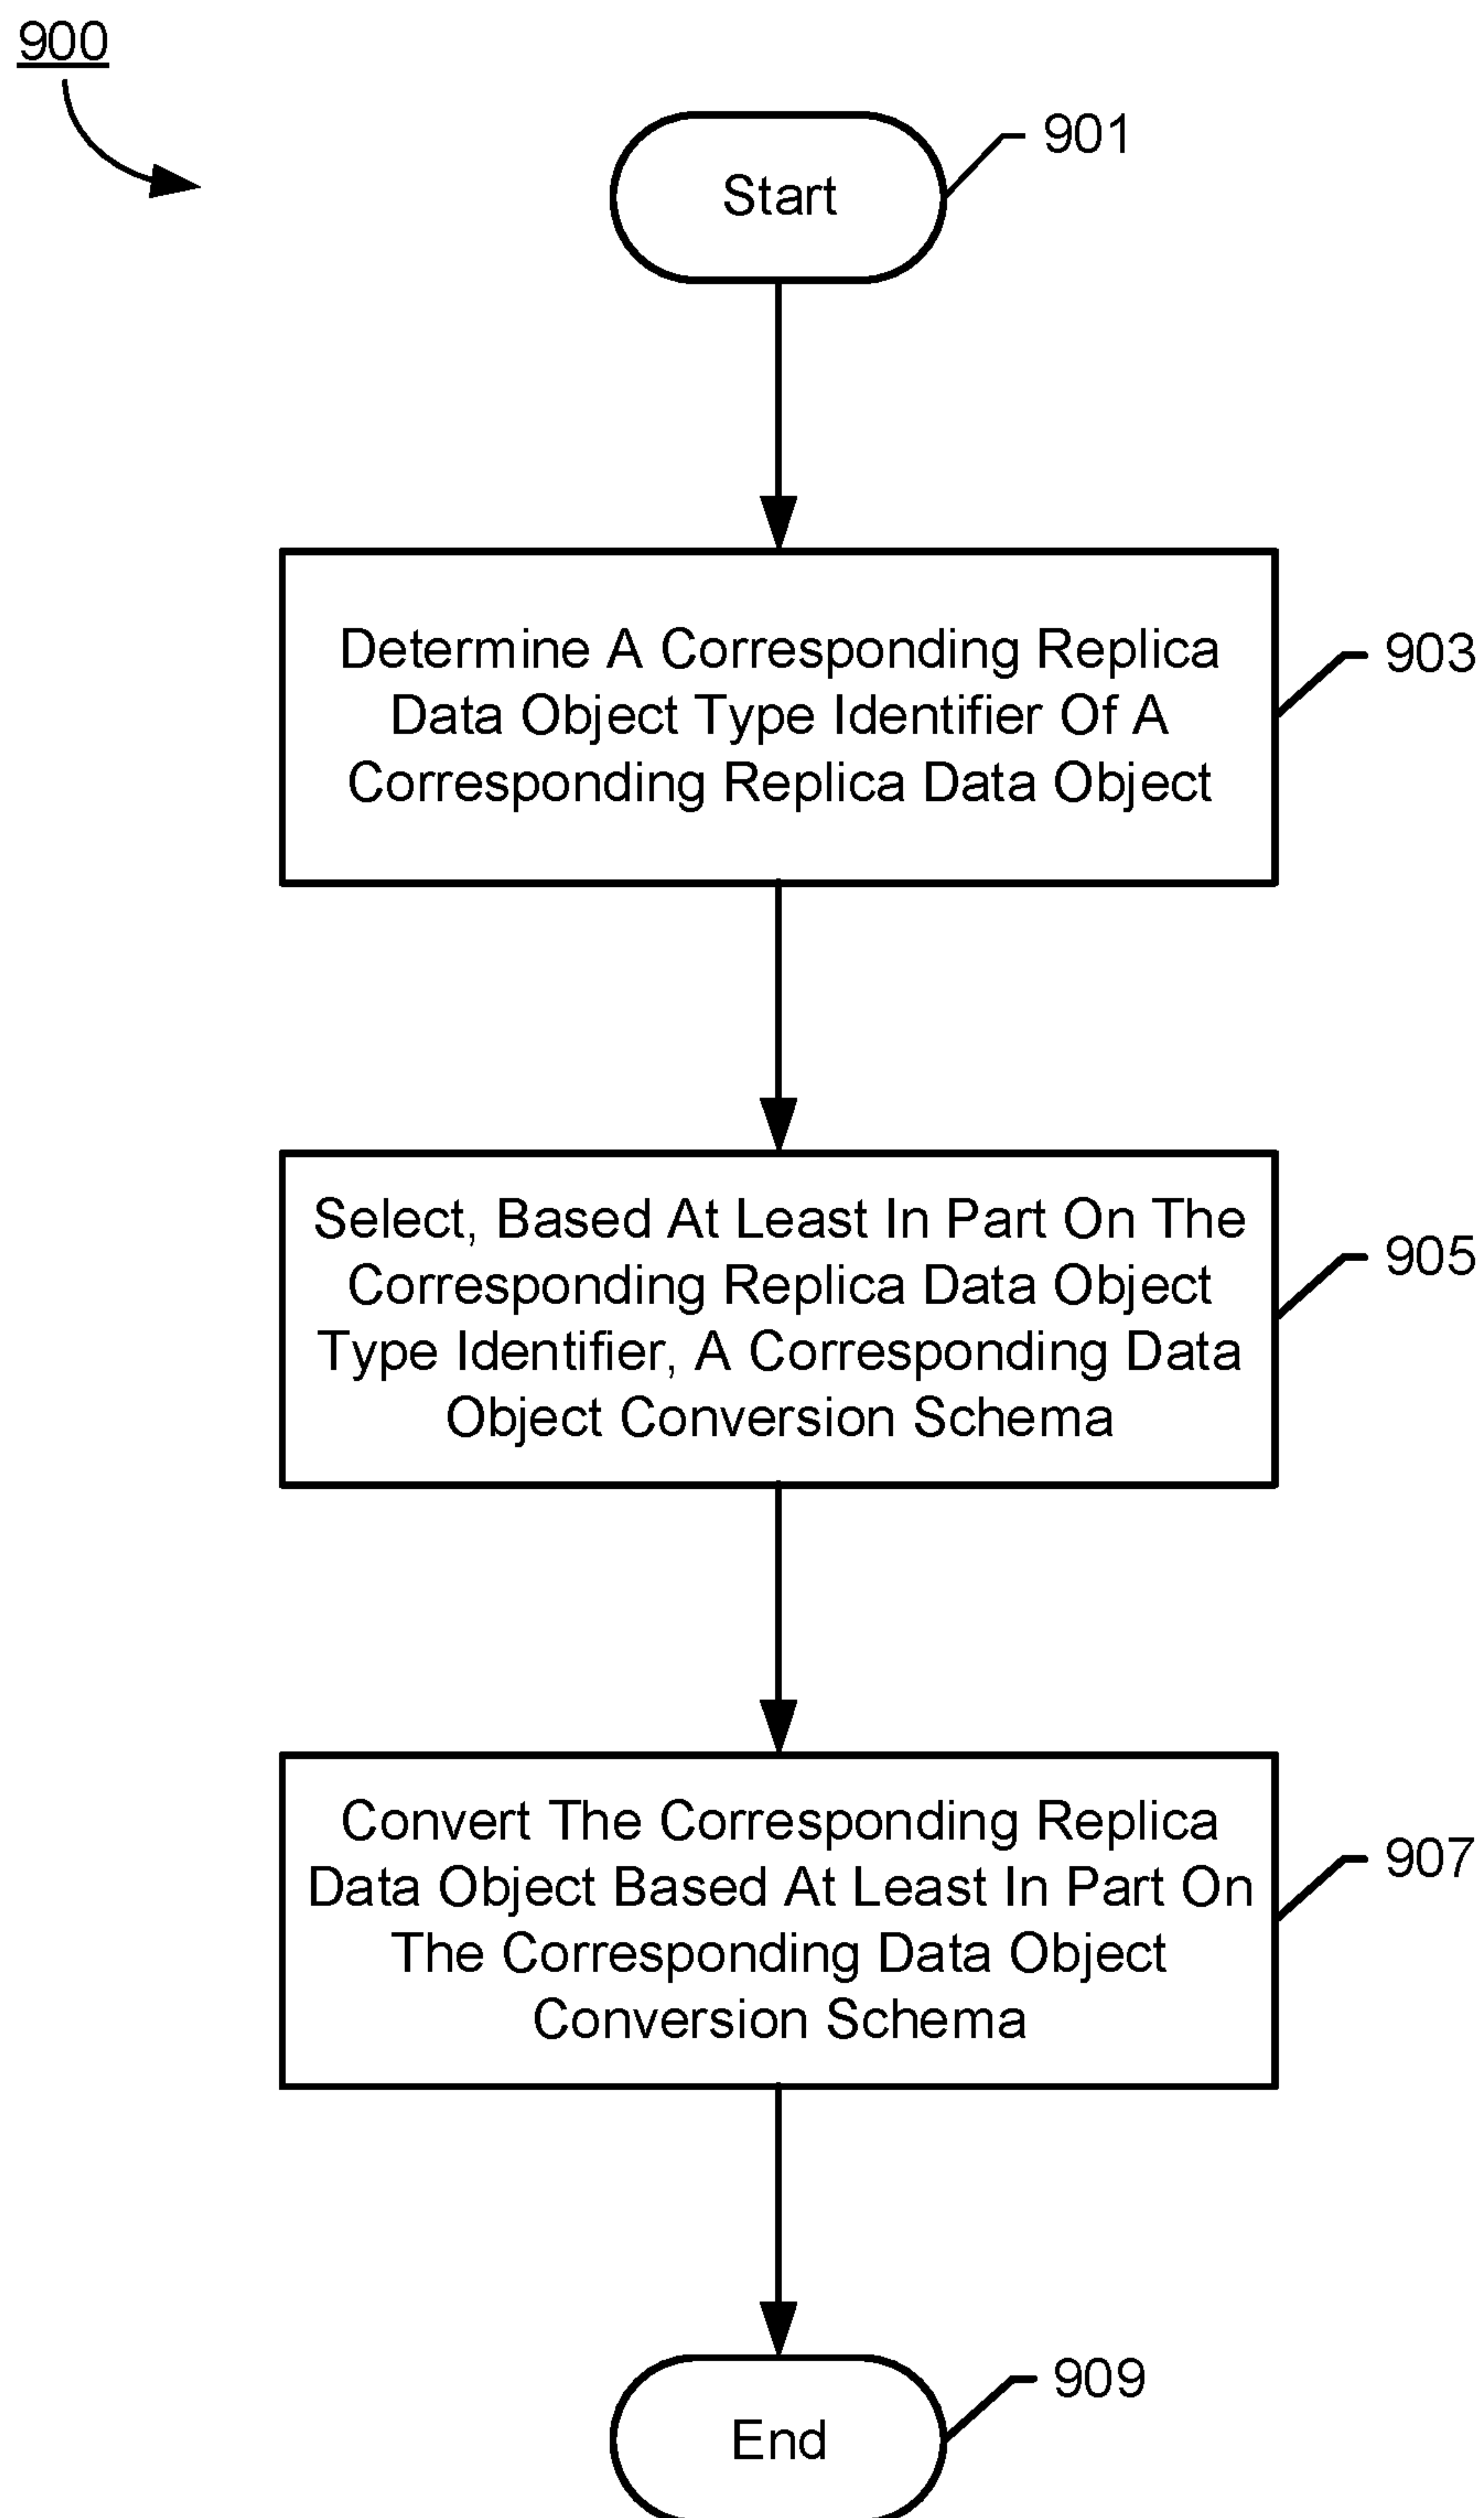 900
901
Start
Determine A Corresponding Replica
Data Object Type Identifier Of A
Corresponding Replica Data Object
903
Select, Based At Least In Part On The
Corresponding Replica Data Object
Type Identifier, A Corresponding Data
Object Conversion Schema
905
Convert The Corresponding Replica
Data Object Based At Least In Part On
The Corresponding Data Object
Conversion Schema
907
909
End